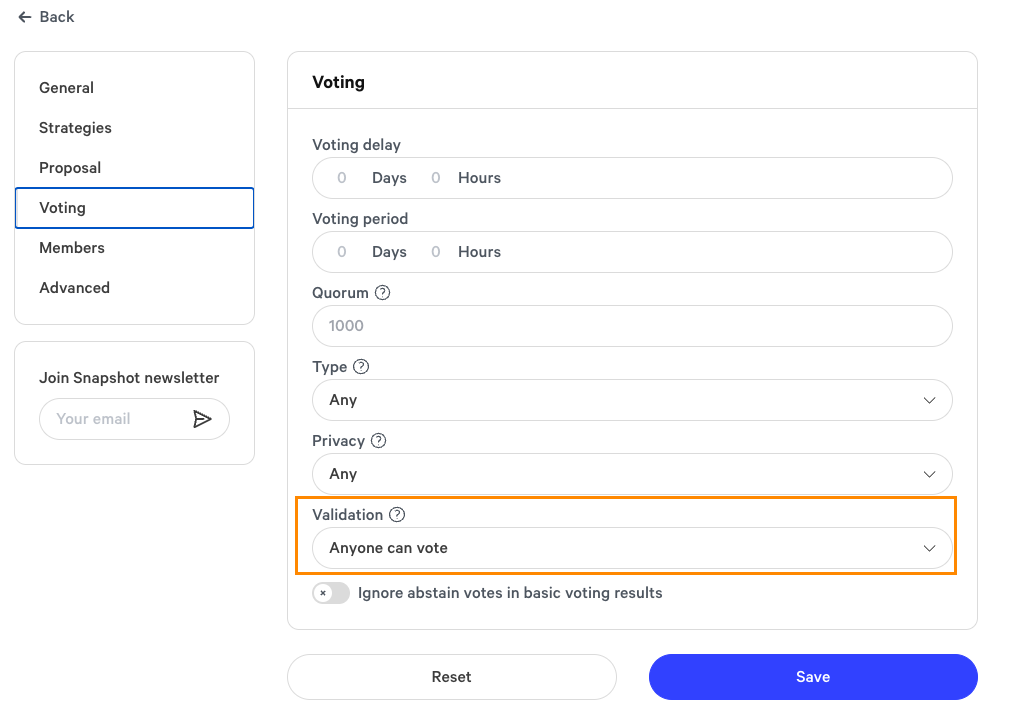 Back
General
Strategies
Proposal
Voting
Members
Advanced
Join Snapshot newsletter
Your email
Voting
Voting delay
0 Days 0 Hours
Voting period
0 Days 0 Hours
Quorum ?
1000
Type ?
Any
Privacy ?
Any
Validation ?
Anyone can vote
Ignore abstain votes in basic voting results
Reset
Save